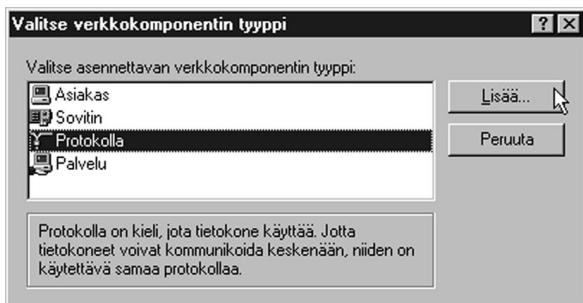 Valitse verkkokomponentin tyyppi
Valitse asennettavan verkkokomponentin tyyppi:
Asiakas
Sovitin
Protokolla
Palvelu
Lisää...
Peruuta
Protokolla on kieli, jota tietokone käyttää. Jotta
tietokoneet voivat kommunikoida keskenään, niiden on
käytettävä samaa protokollaa.